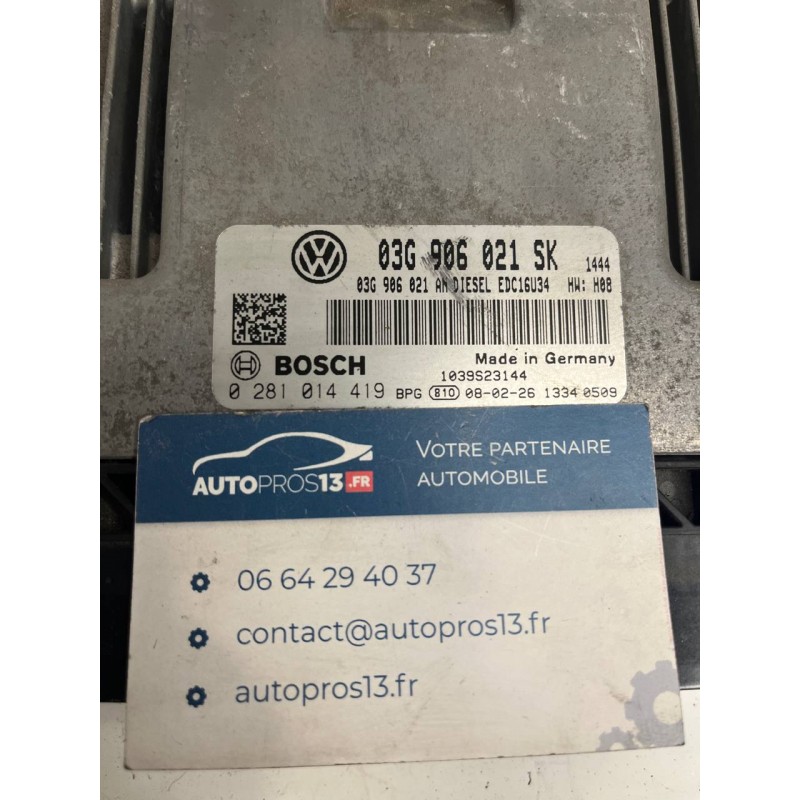 03G 906 021 SK 1444
03G 906 021 AN DIESEL EDC16U34 HW: H08
BOSCH Made in Germany
1039S23144
0 281 014 419 BPG 810 08-02-26 1334 0509
AUTOPROS13.FR
VOTRE PARTENAIRE
AUTOMOBILE
06 64 29 40 37
contact@autopros13.fr
autopros13.fr